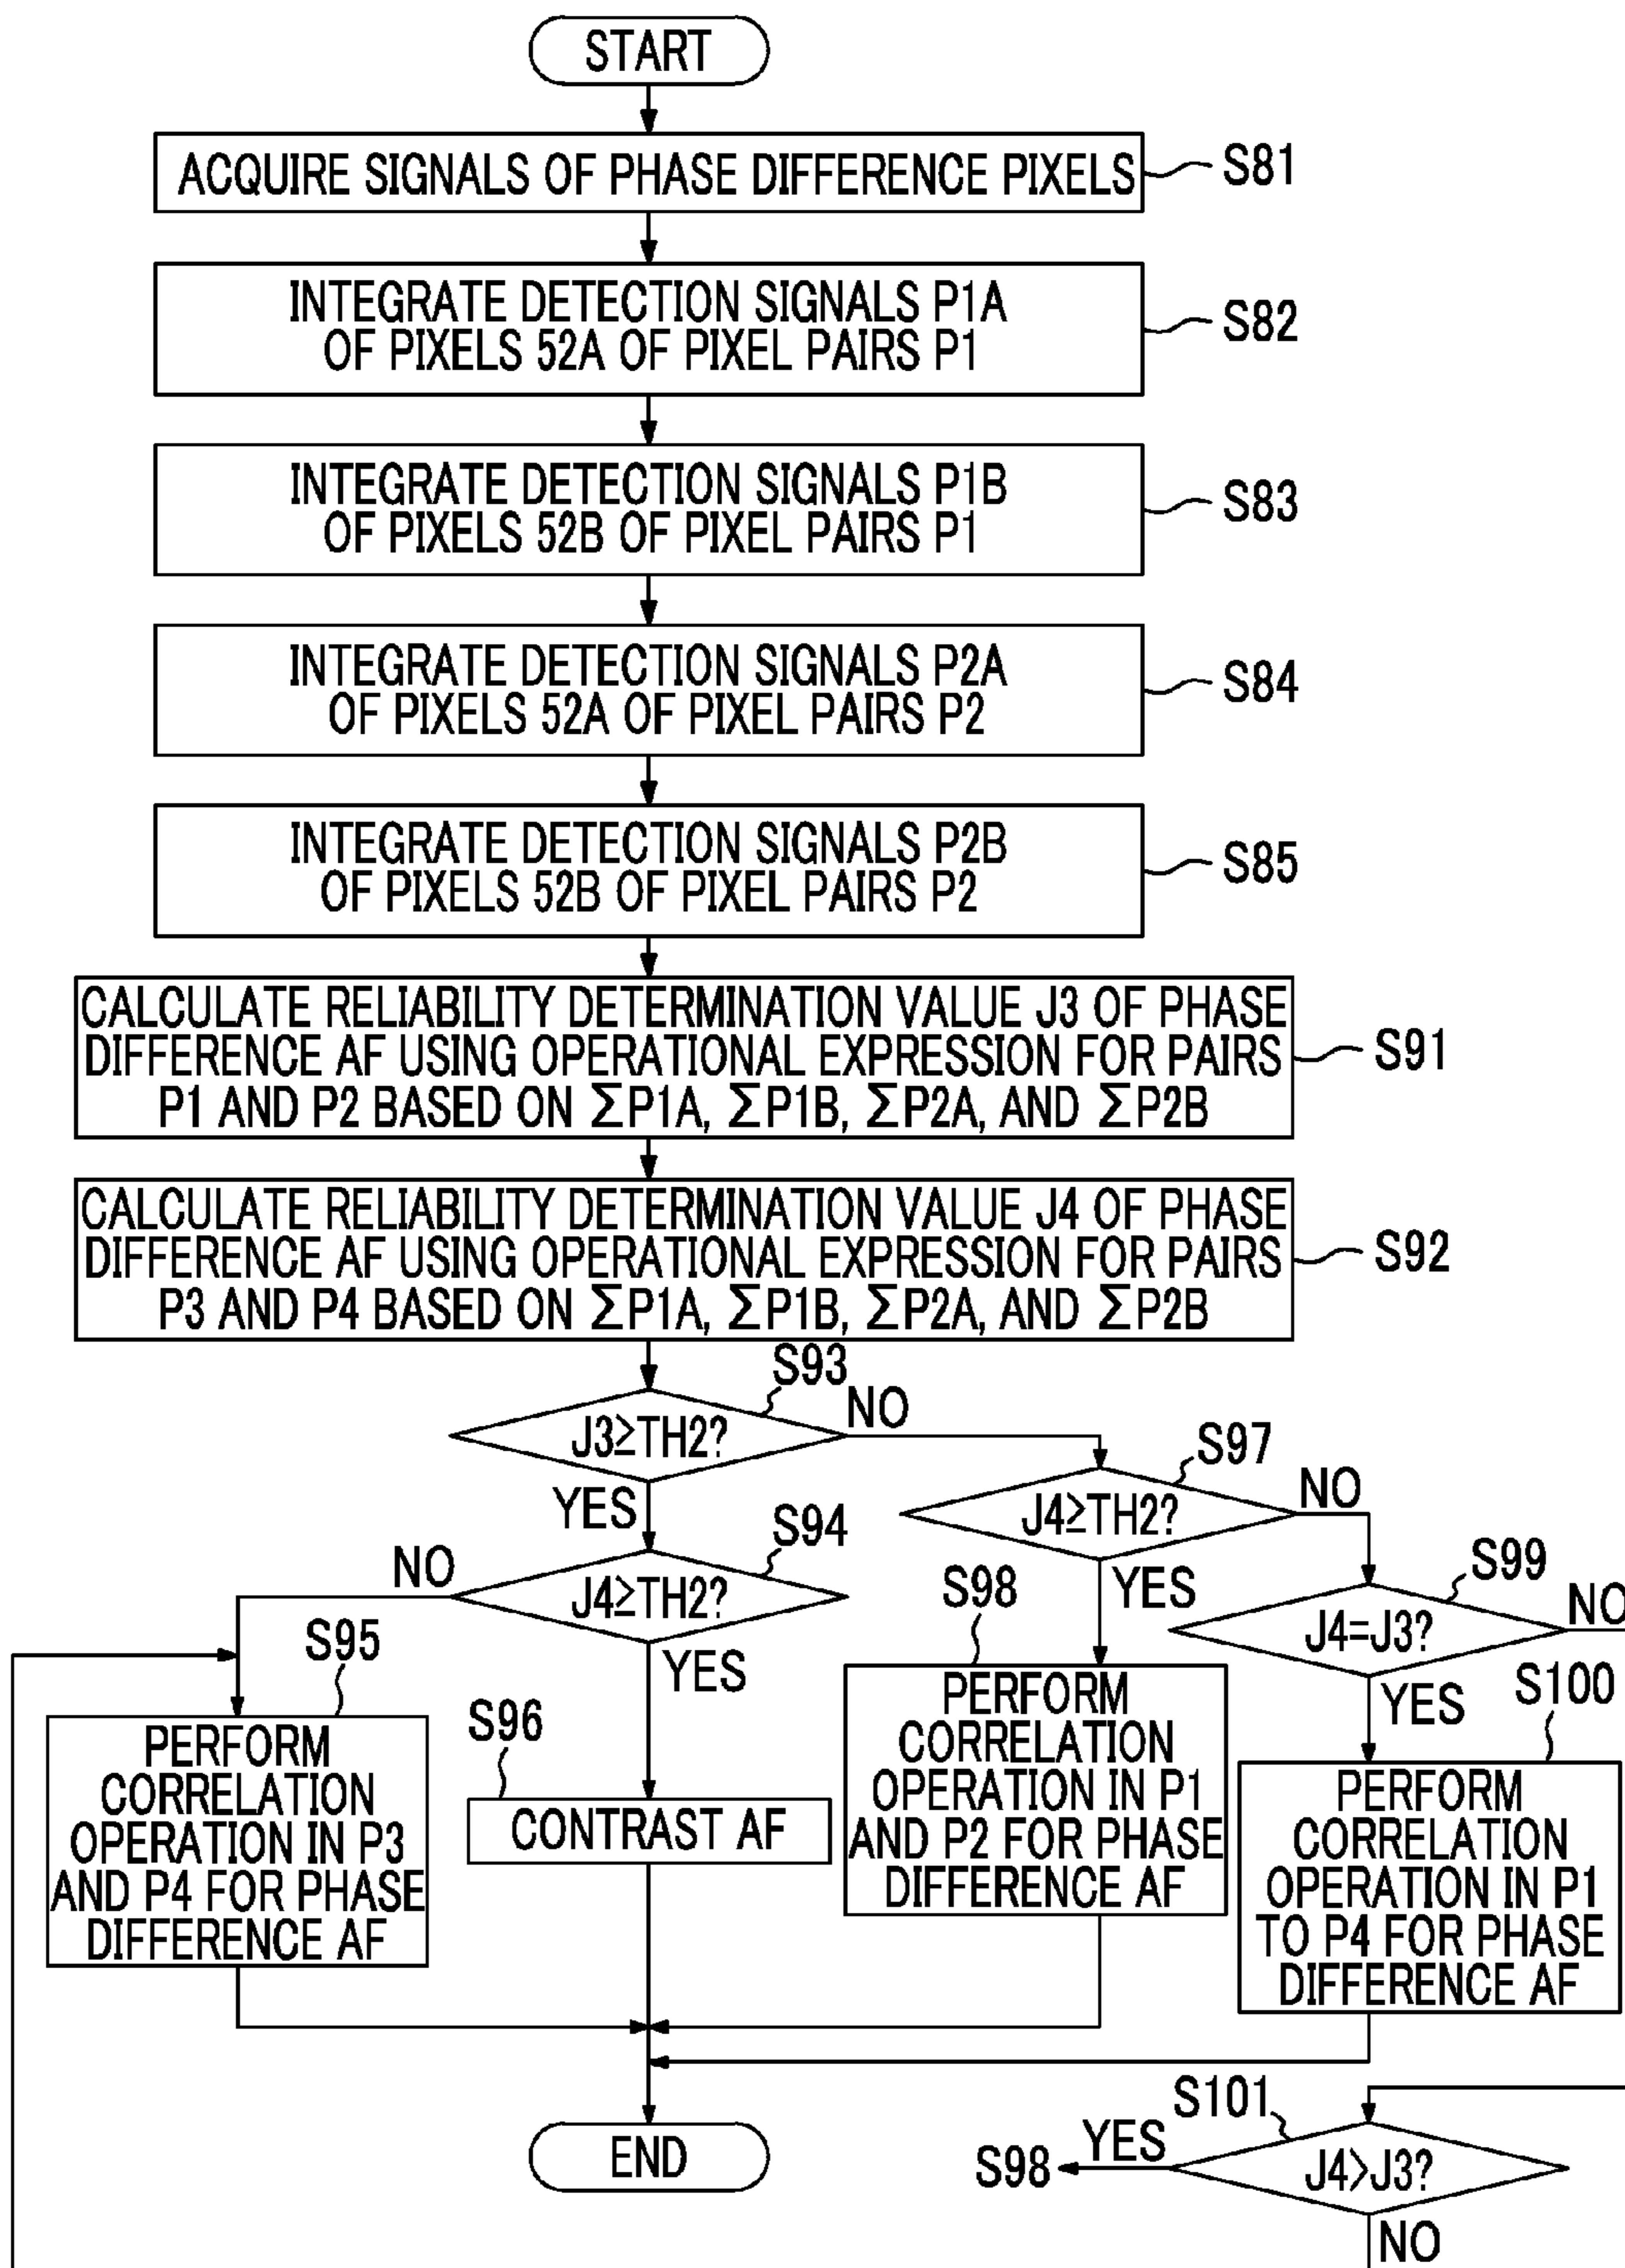 START
ACQUIRE SIGNALS OF PHASE DIFFERENCE PIXELS
S81
INTEGRATE DETECTION SIGNALS P1A
OF PIXELS 52A OF PIXEL PAIRS P1
S82
INTEGRATE DETECTION SIGNALS P1B
OF PIXELS 52B OF PIXEL PAIRS P1
S83
INTEGRATE DETECTION SIGNALS P2A
OF PIXELS 52A OF PIXEL PAIRS P2
S84
INTEGRATE DETECTION SIGNALS P2B
OF PIXELS 52B OF PIXEL PAIRS P2
S85
CALCULATE RELIABILITY DETERMINATION VALUE J3 OF PHASE
DIFFERENCE AF USING OPERATIONAL EXPRESSION FOR PAIRS
P1 AND P2 BASED ON ∑P1A, ∑P1B, ∑P2A, AND ∑P2B
S91
CALCULATE RELIABILITY DETERMINATION VALUE J4 OF PHASE
DIFFERENCE AF USING OPERATIONAL EXPRESSION FOR PAIRS
P3 AND P4 BASED ON ∑P1A, ∑P1B, ∑P2A, AND ∑P2B
S92
S93
J3≥TH2?
NO
YES
S97
J4≥TH2?
NO
YES
S94
J4≥TH2?
NO
YES
S99
J4=J3?
NO
YES
S95
PERFORM
CORRELATION
OPERATION IN P3
AND P4 FOR PHASE
DIFFERENCE AF
S96
CONTRAST AF
S98
PERFORM
CORRELATION
OPERATION IN P1
AND P2 FOR PHASE
DIFFERENCE AF
S100
PERFORM
CORRELATION
OPERATION IN P1
TO P4 FOR PHASE
DIFFERENCE AF
END
S101
J4>J3?
YES
S98
NO